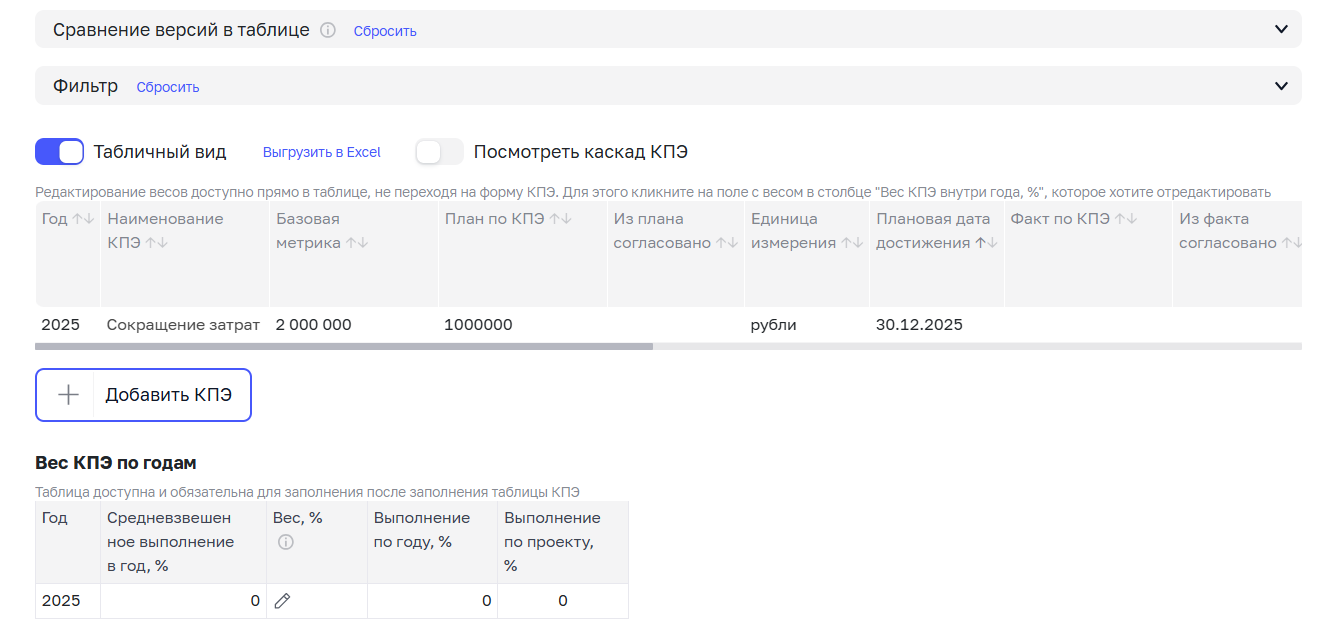 Сравнение версий в таблице Сбросить
Фильтр Сбросить
Табличный вид Выгрузить в Excel Посмотреть каскад КПЭ
Редактирование весов доступно прямо в таблице, не переходя на форму КПЭ. Для этого кликните на поле с весом в столбце "Вес КПЭ внутри года, %", которое хотите отредактировать
Год Наименование Базовая План по КПЭ Из плана Единица Плановая дата Факт по КПЭ Из факта
КПЭ метрика согласовано измерения достижения согласовано
2025 Сокращение затрат 2 000 000 1000000 рубли 30.12.2025
Добавить КПЭ
Вес КПЭ по годам
Таблица доступна и обязательна для заполнения после заполнения таблицы КПЭ
Год Средневзвешен Вес, % Выполнение Выполнение
ное выполнение по году, % по проекту,
в год, % %
2025 0 0 0